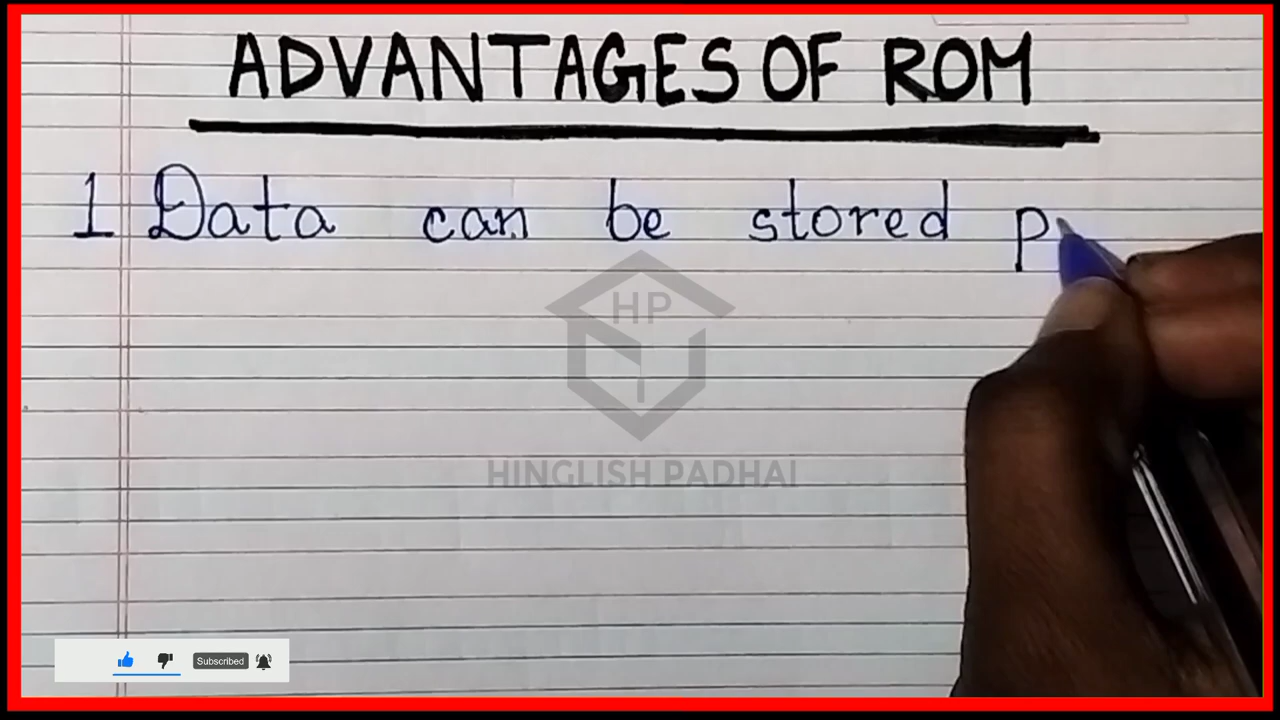 ADVANTAGES OF ROM
1 Data can be stored p
HP
HINGLISH PADHAI
Subscribed